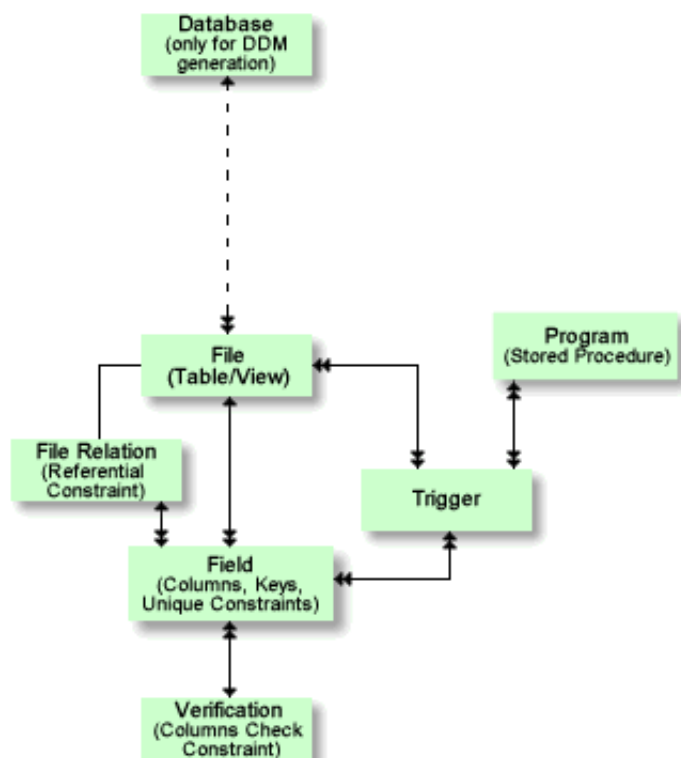 Database
(only for DDM
generation)
File
(Table/View)
Program
(Stored Procedure)
File Relation
(Referential
Constraint)
Trigger
Field
(Columns, Keys,
Unique Constraints)
Verification
(Columns Check
Constraint)